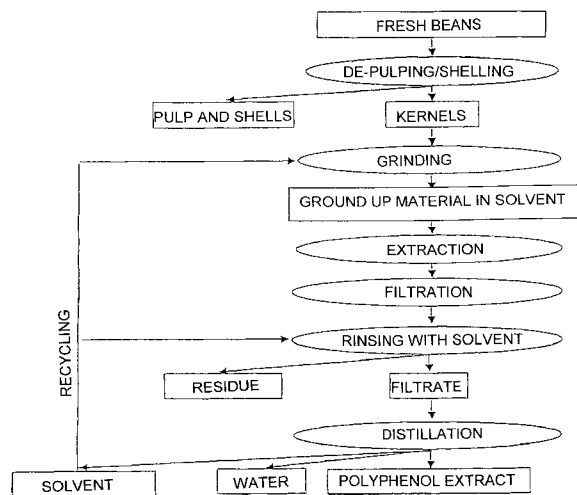 FRESH BEANS
DE-PULPING/SHELLING
PULP AND SHELLS
KERNELS
GRINDING
GROUND UP MATERIAL IN SOLVENT
EXTRACTION
FILTRATION
RECYCLING
RINSING WITH SOLVENT
RESIDUE
FILTRATE
DISTILLATION
SOLVENT
WATER
POLYPHENOL EXTRACT